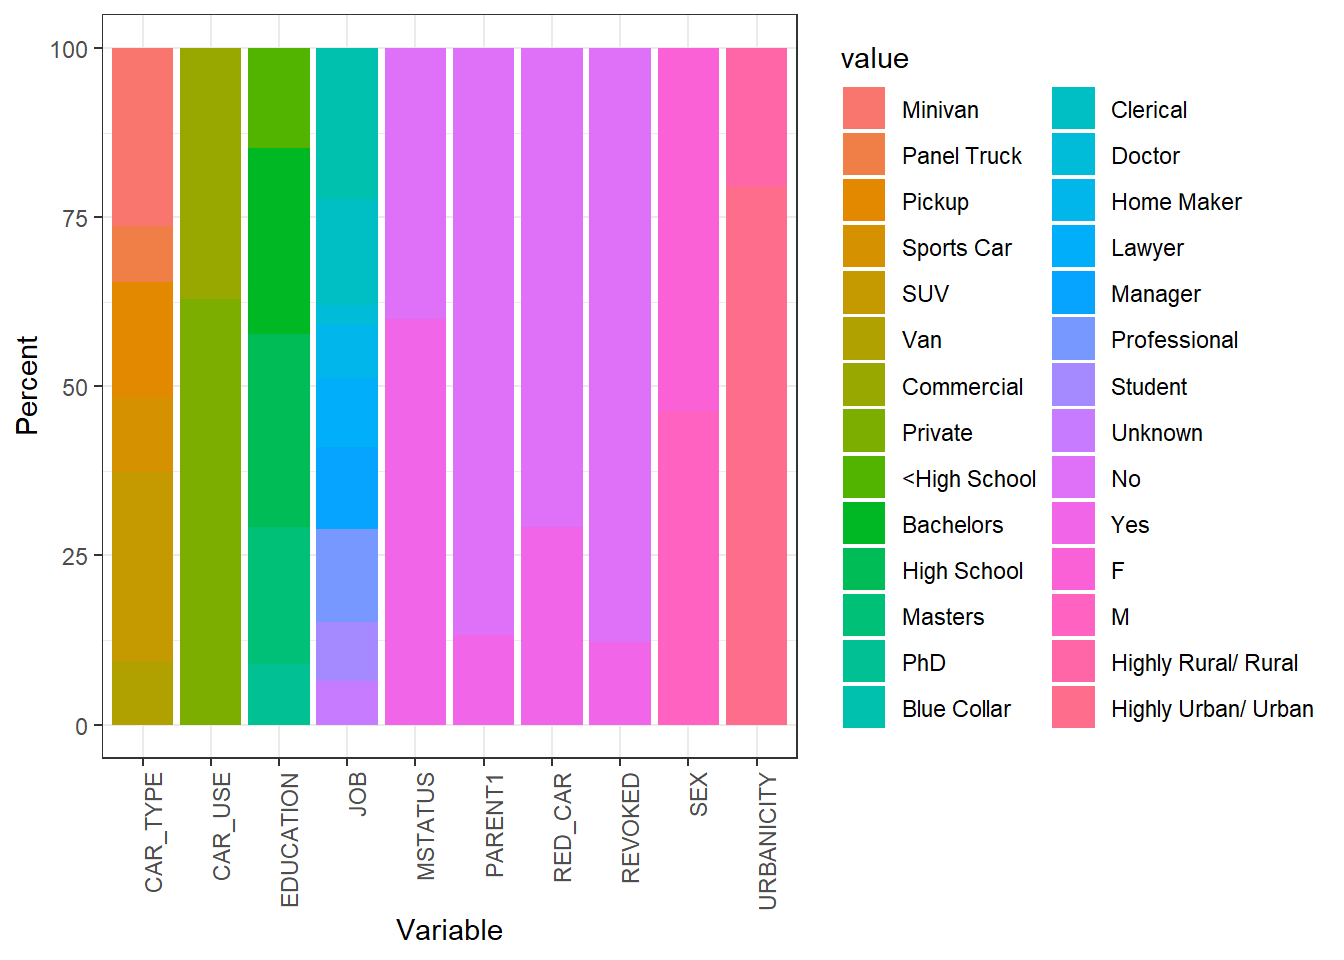 100
75
50
25
0
Percent
CAR_TYPE
CAR_USE
EDUCATION
JOB
MSTATUS
PARENT1
RED_CAR
REVOKED
SEX
URBANICITY
Variable
value
Minivan
Panel Truck
Pickup
Sports Car
SUV
Van
Commercial
Private
<High School
Bachelors
High School
Masters
PhD
Blue Collar
Clerical
Doctor
Home Maker
Lawyer
Manager
Professional
Student
Unknown
No
Yes
F
M
Highly Rural/ Rural
Highly Urban/ Urban